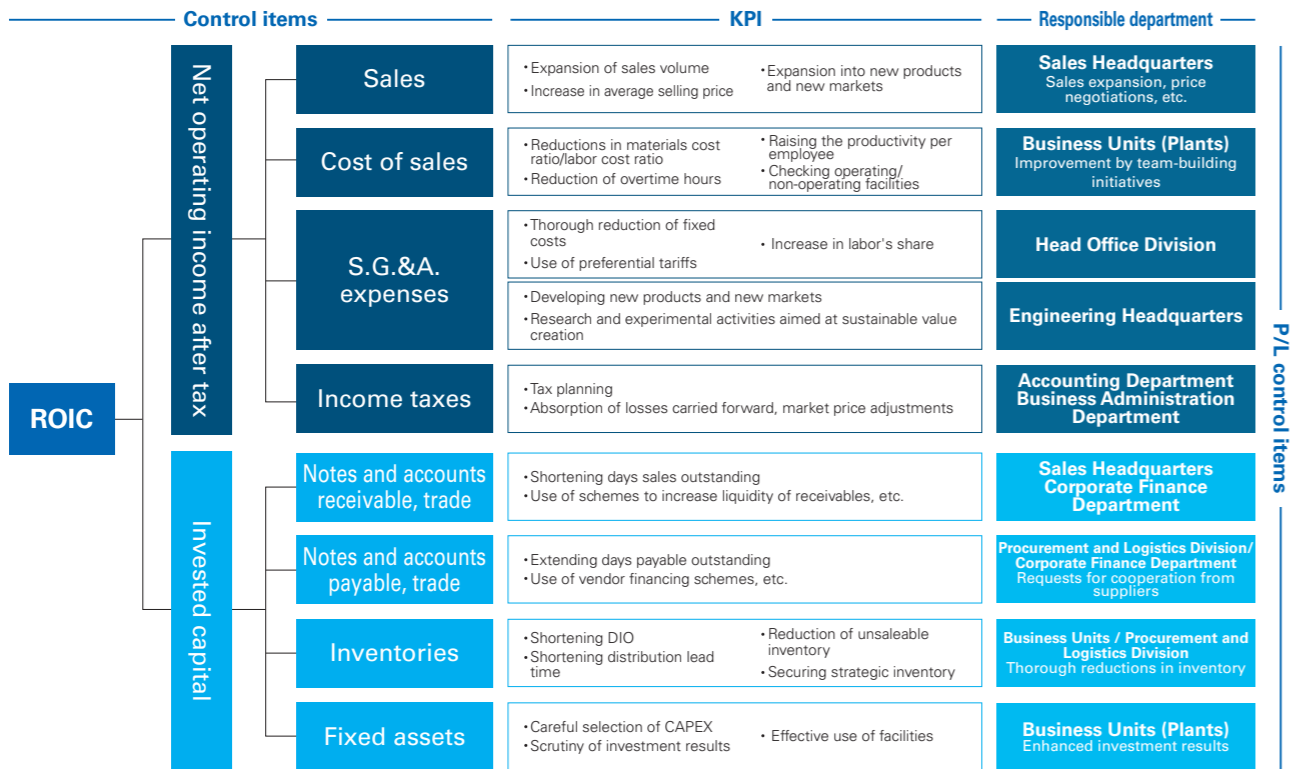 Control items
KPI
Responsible department
ROIC
Net operating income after tax
Sales
• Expansion of sales volume
• Increase in average selling price
• Expansion into new products
and new markets
Sales Headquarters
Sales expansion, price
negotiations, etc.
Cost of sales
• Reductions in materials cost
ratio/labor cost ratio
• Reduction of overtime hours
• Raising the productivity per
employee
• Checking operating/
non-operating facilities
Business Units (Plants)
Improvement by team-building
initiatives
S.G.&A.
expenses
• Thorough reduction of fixed
costs
• Use of preferential tariffs
• Increase in labor's share
Head Office Division
• Developing new products and new markets
• Research and experimental activities aimed at sustainable value
creation
Engineering Headquarters
Income taxes
• Tax planning
• Absorption of losses carried forward, market price adjustments
Accounting Department
Business Administration
Department
Invested capital
Notes and accounts
receivable, trade
• Shortening days sales outstanding
• Use of schemes to increase liquidity of receivables, etc.
Sales Headquarters
Corporate Finance
Department
Notes and accounts
payable, trade
• Extending days payable outstanding
• Use of vendor financing schemes, etc.
Procurement and Logistics Division/
Corporate Finance Department
Requests for cooperation from
suppliers
Inventories
• Shortening DIO
• Shortening distribution lead
time
• Reduction of unsaleable
inventory
• Securing strategic inventory
Business Units / Procurement and
Logistics Division
Thorough reductions in inventory
Fixed assets
• Careful selection of CAPEX
• Scrutiny of investment results
• Effective use of facilities
Business Units (Plants)
Enhanced investment results
P/L control items